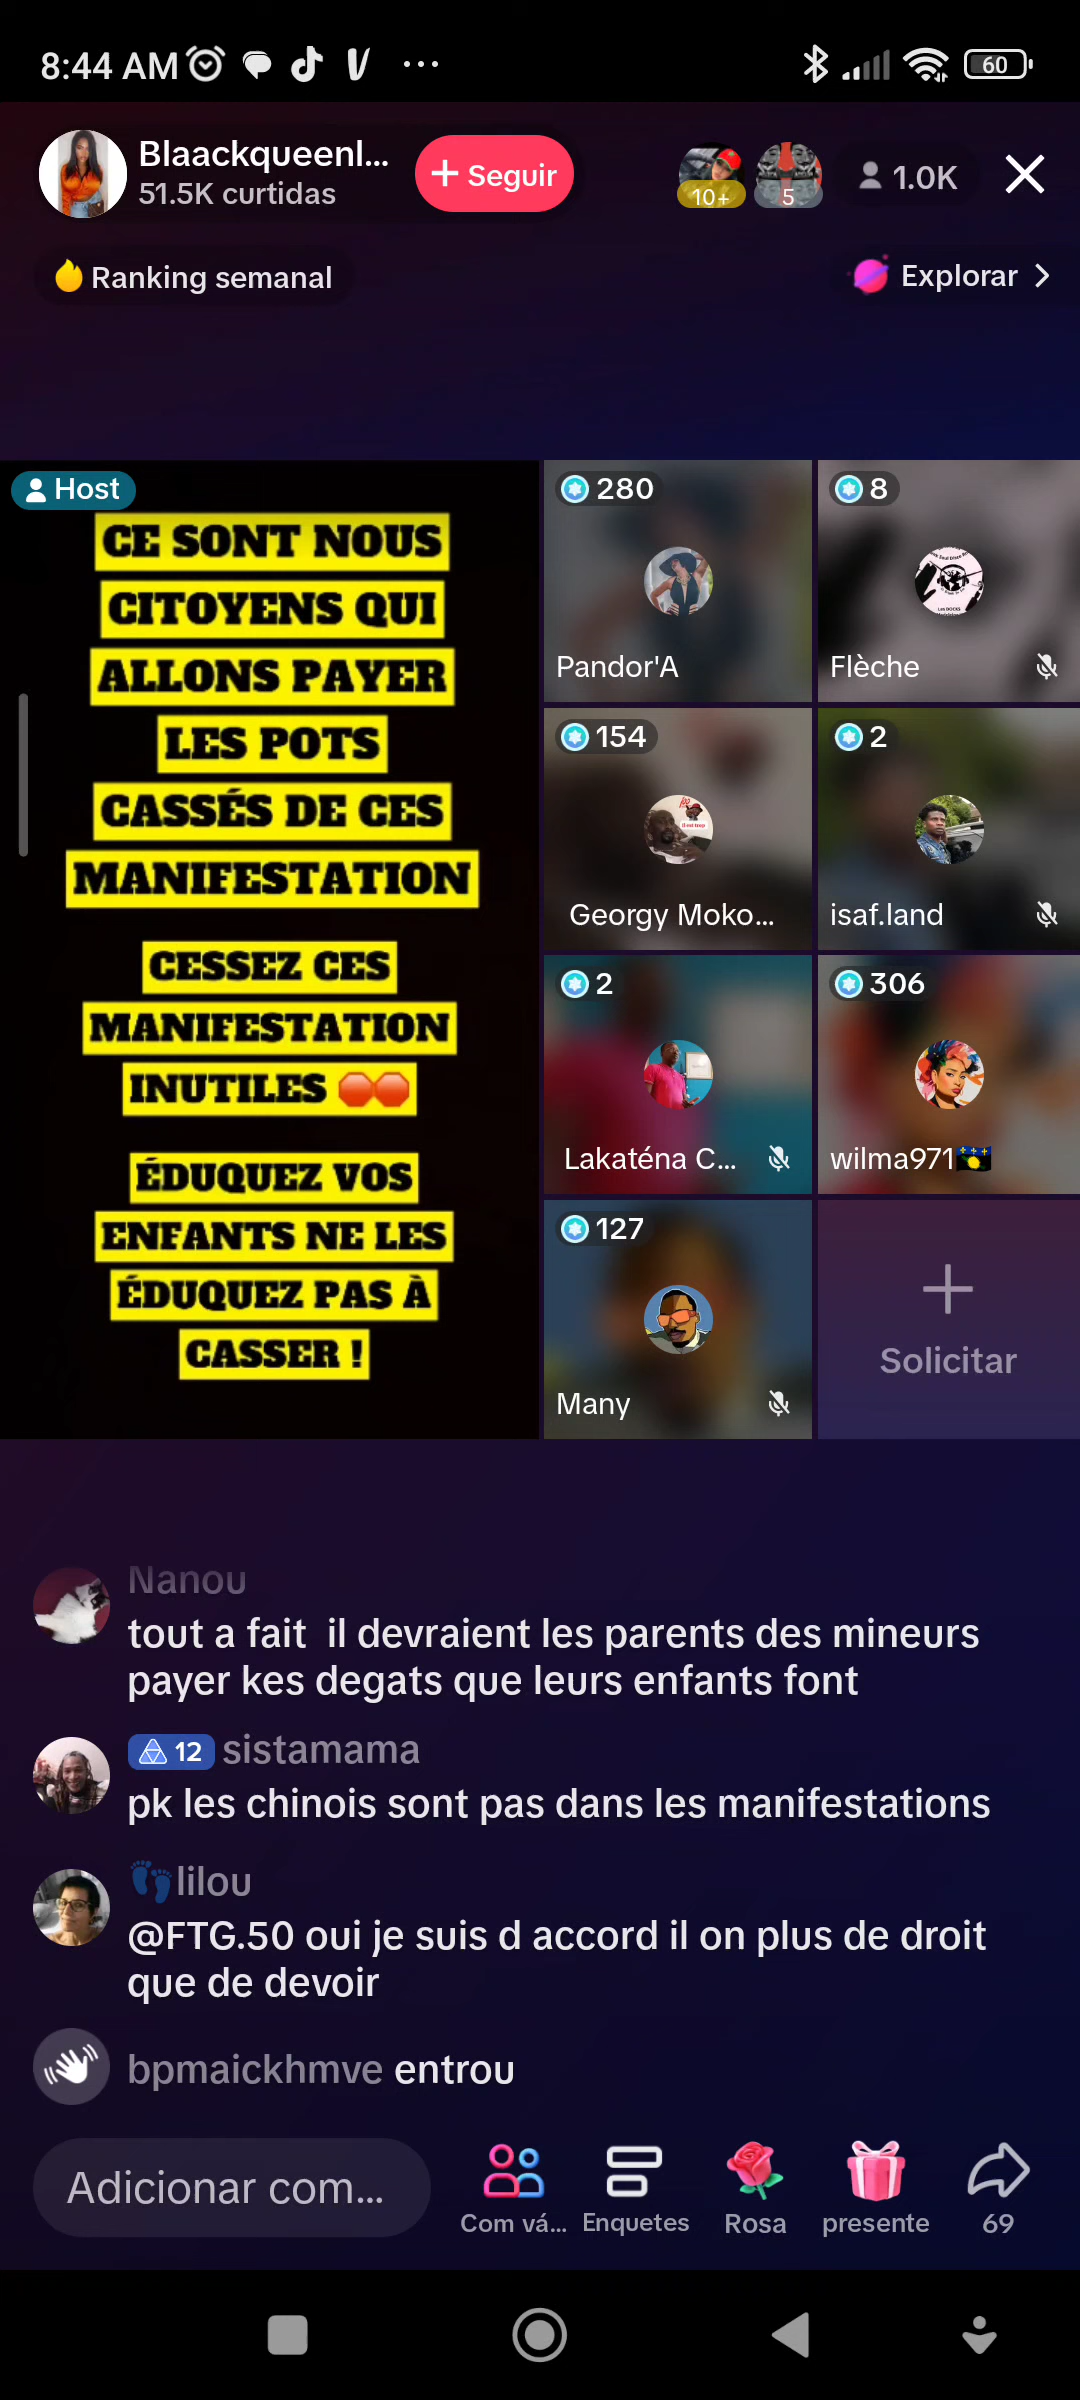 8:44 AM
60
Blaackqueenl...
51.5K curtidas
+ Seguir
10+
5
1.0K
Ranking semanal
Explorar
Host
CE SONT NOUS
CITOYENS QUI
ALLONS PAYER
LES POTS
CASSÉS DE CES
MANIFESTATION
CESSEZ CES
MANIFESTATION
INUTILES 🛑🛑
ÉDUQUEZ VOS
ENFANTS NE LES
ÉDUQUEZ PAS À
CASSER !
280
Pandor'A
8
Flèche
154
Georgy Moko...
2
isaf.land
2
Lakaténa C...
306
wilma971
127
Many
Solicitar
Nanou
tout a fait  il devraient les parents des mineurs
payer kes degats que leurs enfants font
12 sistamama
pk les chinois sont pas dans les manifestations
👣lilou
@FTG.50 oui je suis d accord il on plus de droit
que de devoir
bpmaickhmve entrou
Adicionar com...
Com vá...
Enquetes
Rosa
presente
69